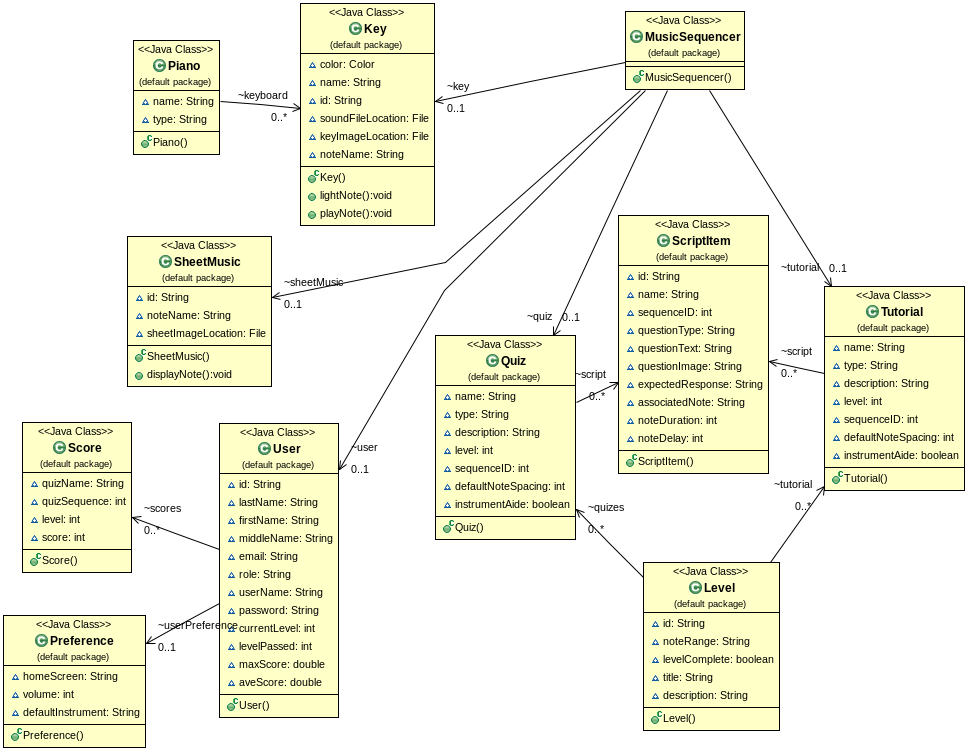 <<Java Class>>
Piano
(default package)
name: String
type: String
Piano()
~keyboard
0..*
<<Java Class>>
Key
(default package)
color: Color
name: String
id: String
soundFileLocation: File
keyImageLocation: File
noteName: String
Key()
lightNote():void
playNote():void
~key
0..1
<<Java Class>>
MusicSequencer
(default package)
MusicSequencer()
<<Java Class>>
SheetMusic
(default package)
id: String
noteName: String
sheetImageLocation: File
SheetMusic()
displayNote():void
~sheetMusic
0..1
<<Java Class>>
ScriptItem
(default package)
id: String
name: String
sequenceID: int
questionType: String
questionText: String
questionImage: String
expectedResponse: String
associatedNote: String
noteDuration: int
noteDelay: int
ScriptItem()
~tutorial
0..1
<<Java Class>>
Tutorial
(default package)
name: String
type: String
description: String
level: int
sequenceID: int
defaultNoteSpacing: int
instrumentAide: boolean
Tutorial()
~script
0..*
~quiz
0..1
<<Java Class>>
Quiz
(default package)
name: String
type: String
description: String
level: int
sequenceID: int
defaultNoteSpacing: int
instrumentAide: boolean
Quiz()
~script
0..*
<<Java Class>>
Score
(default package)
quizName: String
quizSequence: int
level: int
score: int
Score()
~scores
0..*
<<Java Class>>
User
(default package)
id: String
lastName: String
firstName: String
middleName: String
email: String
role: String
userName: String
password: String
currentLevel: int
levelPassed: int
maxScore: double
aveScore: double
User()
~user
0..1
~quizes
0..*
~tutorial
0..*
<<Java Class>>
Level
(default package)
id: String
noteRange: String
levelComplete: boolean
title: String
description: String
Level()
<<Java Class>>
Preference
(default package)
homeScreen: String
volume: int
defaultInstrument: String
Preference()
~userPreference
0..1